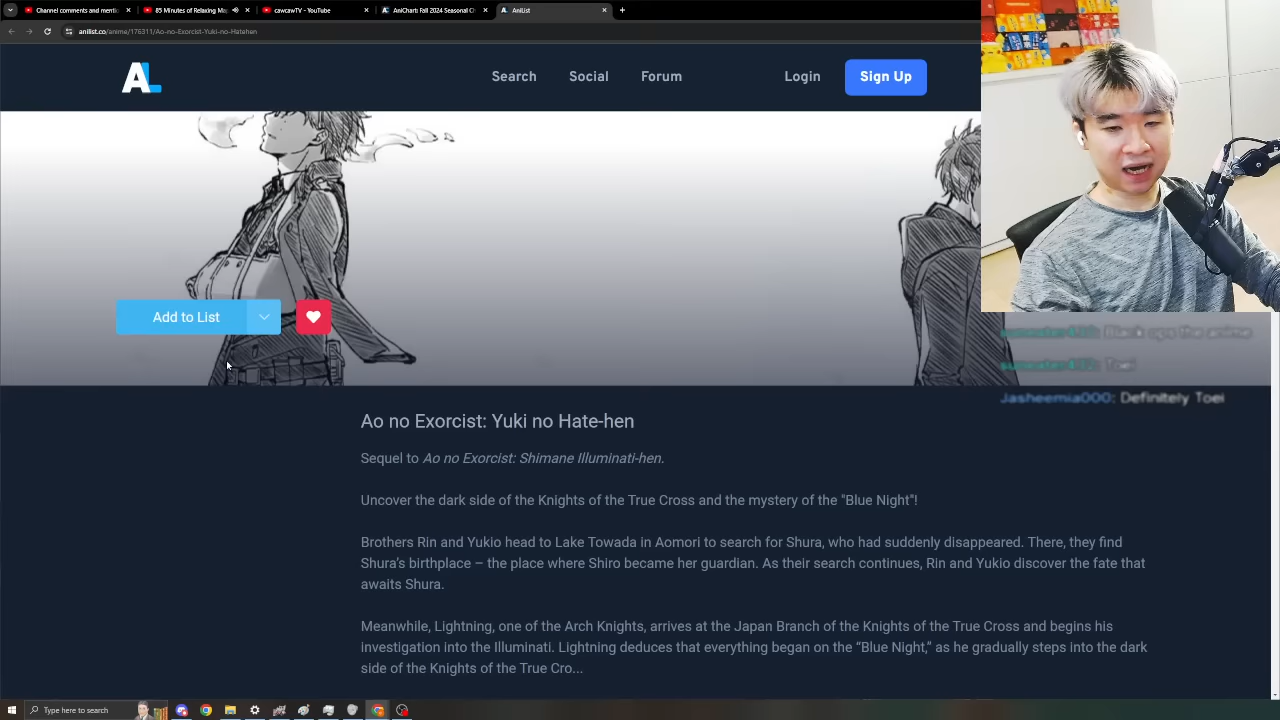 Channel comments and menti
85 Minutes of Relaxing Ma
cawcawTV - YouTube
AniChart: Fall 2024 Seasonal C
AniList
anilist.co/anime/176311/Ao-no-Exorcist-Yuki-no-Hatehen
AL
Search
Social
Forum
Login
Sign Up
Add to List
Black ops the anime
Toei
Jasheemia000: Definitely Toei
Ao no Exorcist: Yuki no Hate-hen
Sequel to Ao no Exorcist: Shimane Illuminati-hen.
Uncover the dark side of the Knights of the True Cross and the mystery of the "Blue Night"!
Brothers Rin and Yukio head to Lake Towada in Aomori to search for Shura, who had suddenly disappeared. There, they find
Shura's birthplace – the place where Shiro became her guardian. As their search continues, Rin and Yukio discover the fate that
awaits Shura.
Meanwhile, Lightning, one of the Arch Knights, arrives at the Japan Branch of the Knights of the True Cross and begins his
investigation into the Illuminati. Lightning deduces that everything began on the “Blue Night,” as he gradually steps into the dark
side of the Knights of the True Cro...
Type here to search